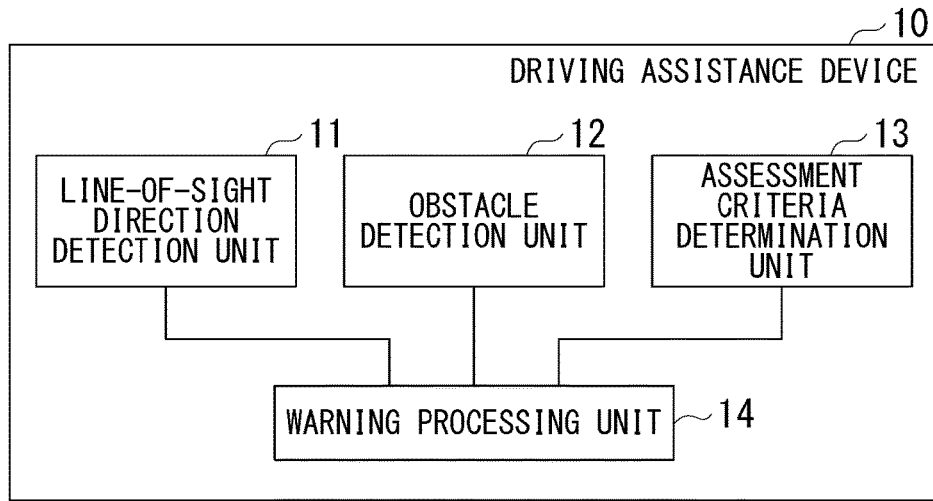 10
DRIVING ASSISTANCE DEVICE
11
LINE-OF-SIGHT
DIRECTION
DETECTION UNIT
12
OBSTACLE
DETECTION UNIT
13
ASSESSMENT
CRITERIA
DETERMINATION
UNIT
WARNING PROCESSING UNIT
14